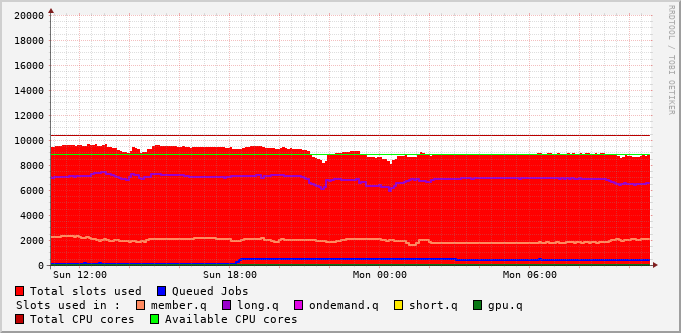 20000
18000
16000
14000
12000
10000
8000
6000
4000
2000
0
Sun 12:00 Sun 18:00 Mon 00:00 Mon 06:00
Total slots used Queued Jobs
Slots used in : member.q long.q ondemand.q short.q gpu.q
Total CPU cores Available CPU cores
RRDTOOL / TOBI OETIKER